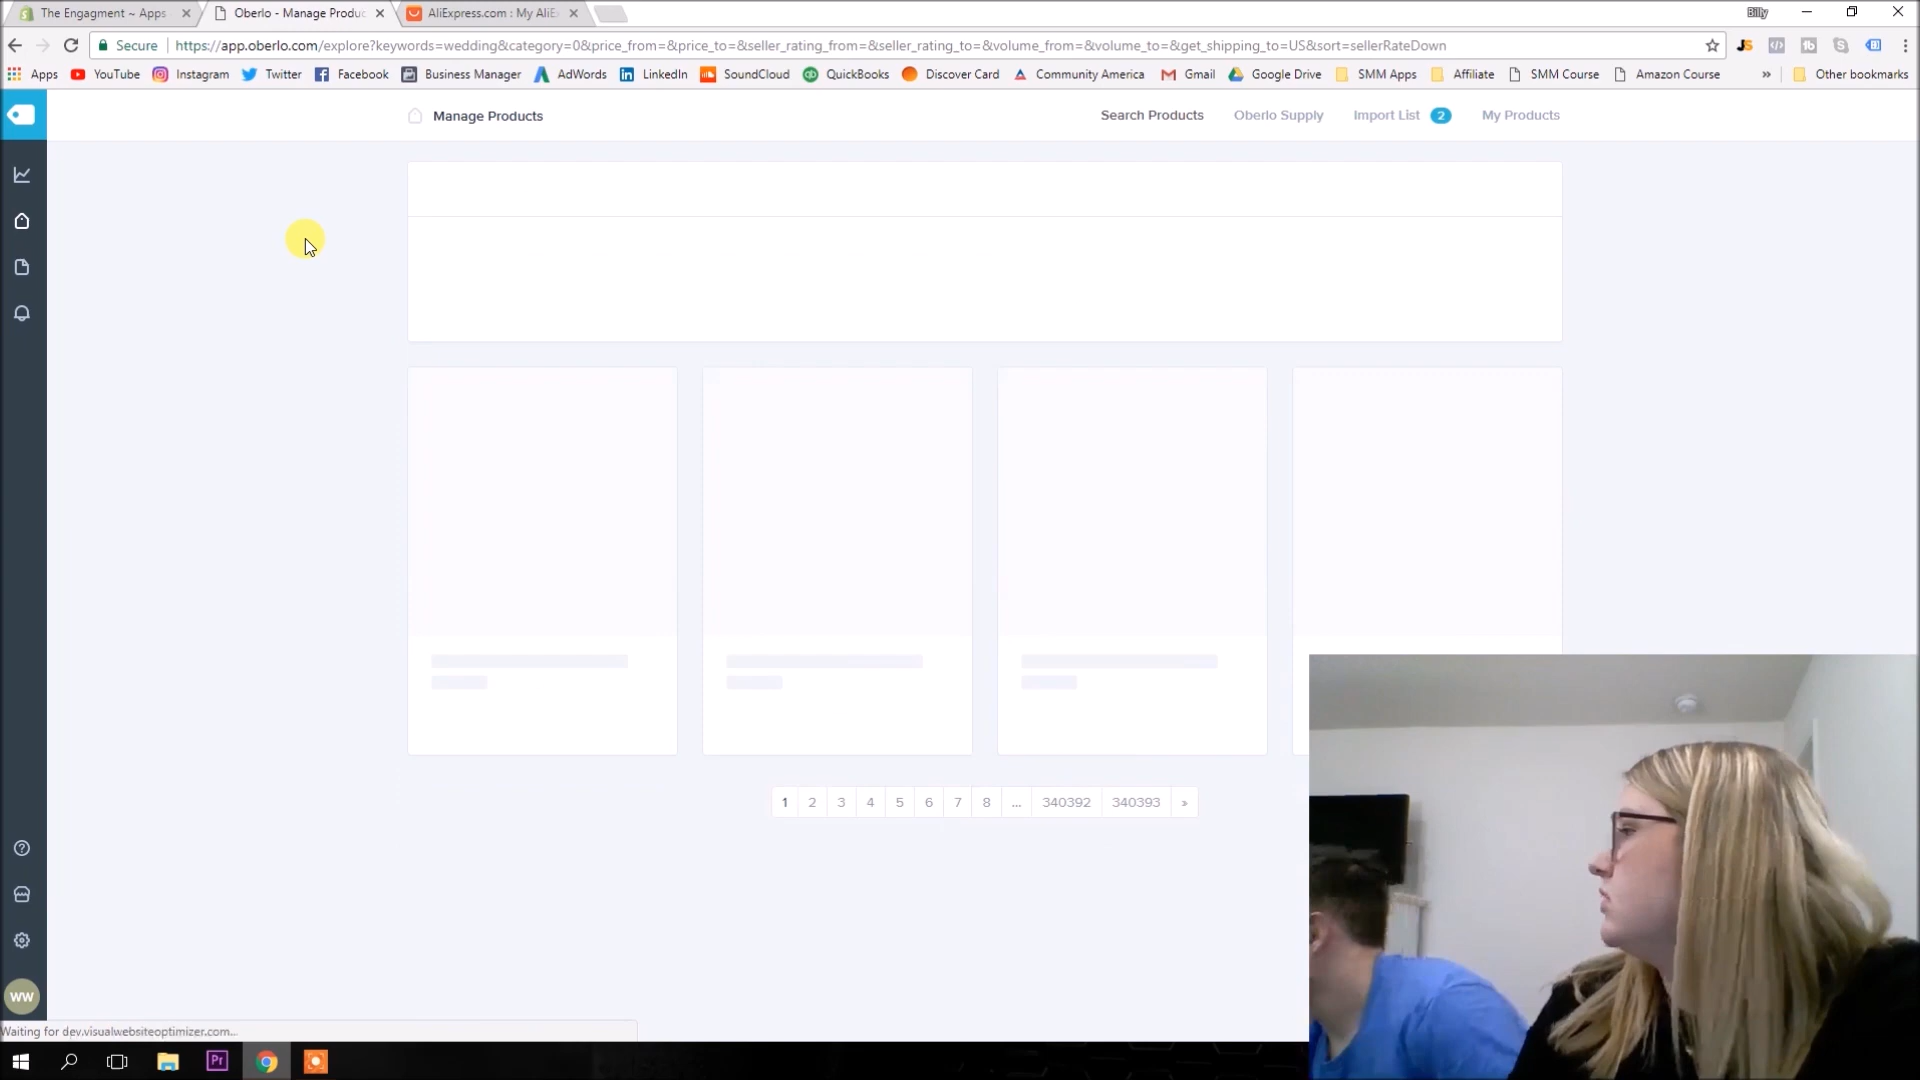 The Engagment ~ Apps
Oberlo - Manage Produc
AliExpress.com : My AliE
Billy
Secure
https://app.oberlo.com/explore?keywords=wedding&category=0&price_from=&price_to=&seller_rating_from=&seller_rating_to=&volume_from=&volume_to=&get_shipping_to=US&sort=sellerRateDown
Apps YouTube Instagram Twitter Facebook Business Manager AdWords LinkedIn SoundCloud QuickBooks Discover Card Community America Gmail Google Drive SMM Apps Affiliate SMM Course Amazon Course » Other bookmarks
Manage Products
Search Products Oberlo Supply Import List 2 My Products
1 2 3 4 5 6 7 8 ... 340392 340393 »
WW
Waiting for dev.visualwebsiteoptimizer.com...
Pr